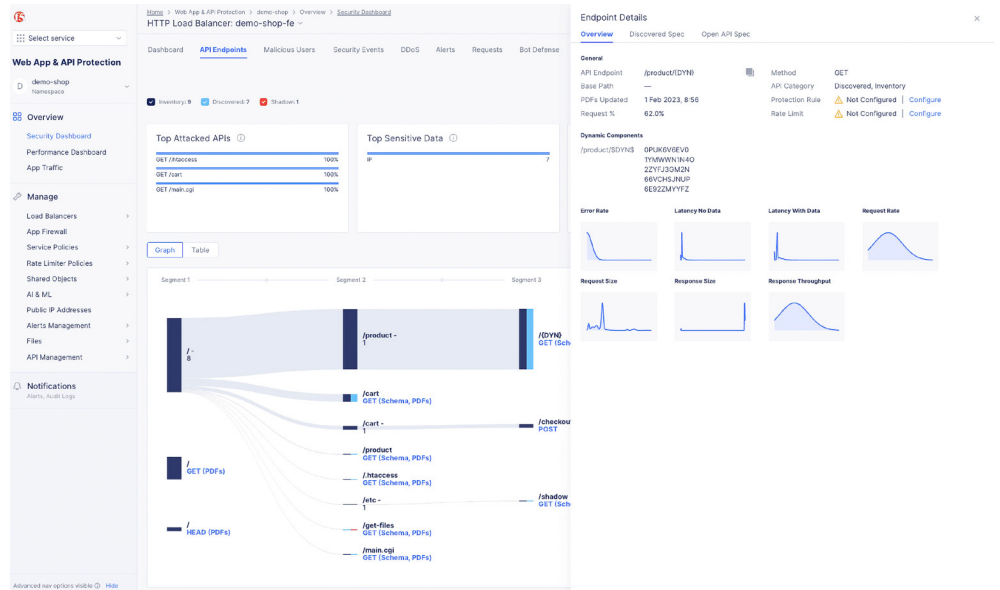 Home > Web App & API Protection > demo-shop > Overview > Security Dashboard
HTTP Load Balancer: demo-shop-fe
Select service
Web App & API Protection
D
demo-shop
Namespace
Overview
Security Dashboard
Performance Dashboard
App Traffic
Manage
Load Balancers
App Firewall
Service Policies
Rate Limiter Policies
Shared Objects
AI & ML
Public IP Addresses
Alerts Management
Files
API Management
Notifications
Alerts, Audit Logs
Advanced nav options visible Hide
Dashboard API Endpoints Malicious Users Security Events DDoS Alerts Requests Bot Defense
Inventory: 9 Discovered: 7 Shadow: 1
Top Attacked APIs
GET /.htaccess 100%
GET /cart 100%
GET /main.cgi 100%
Top Sensitive Data
IP 7
Graph Table
Segment 1 Segment 2 Segment 3
/ -
8
/
GET (PDFs)
/
HEAD (PDFs)
/product -
1
/cart
GET (Schema, PDFs)
/cart -
1
/product
GET (Schema, PDFs)
/.htaccess
GET (Schema, PDFs)
/etc -
1
/get-files
GET (Schema, PDFs)
/main.cgi
GET (Schema, PDFs)
/{DYN}
GET (Sch
/checkou
POST
/shadow
GET (Sch
Endpoint Details
Overview Discovered Spec Open API Spec
General
API Endpoint /product/{DYN} Method GET
Base Path — API Category Discovered, Inventory
PDFs Updated 1 Feb 2023, 8:56 Protection Rule Not Configured | Configure
Request % 62.0% Rate Limit Not Configured | Configure
Dynamic Components
/product/$DYN$ 0PUK6V6EV0
1YMWWN1N4O
2ZYFJ3GM2N
66VCHSJNUP
6E92ZMYYFZ
Error Rate Latency No Data Latency With Data Request Rate
Request Size Response Size Response Throughput